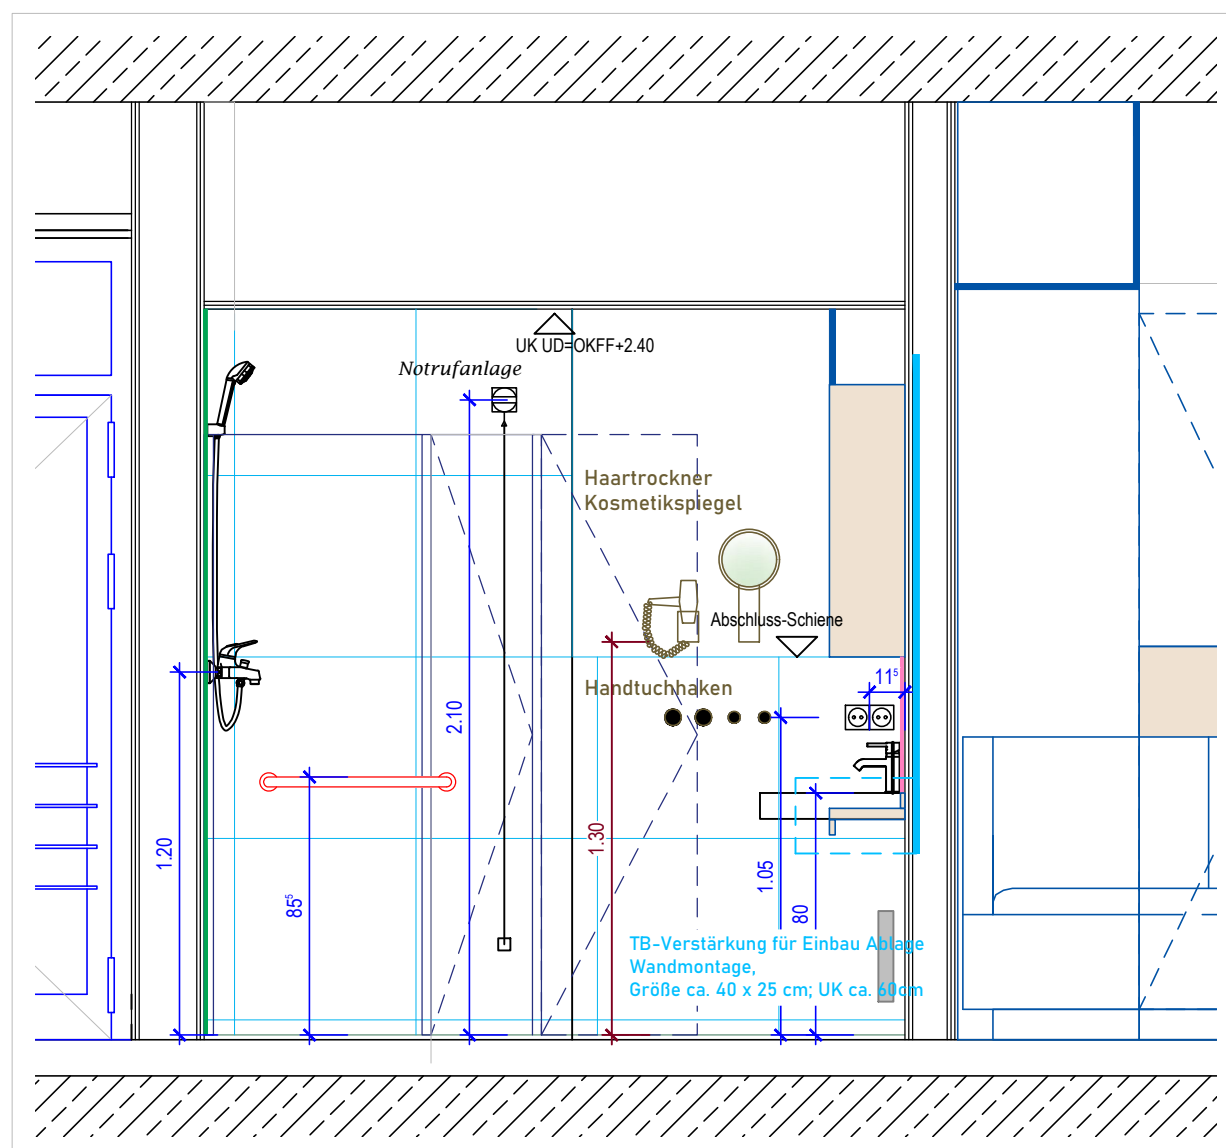 UK UD=OKFF+2.40
Notrufanlage
Haartrockner
Kosmetikspiegel
Abschluss-Schiene
Handtuchhaken
11⁵
2.10
1.20
1.30
85⁵
1.05
80
TB-Verstärkung für Einbau Ablage
Wandmontage,
Größe ca. 40 x 25 cm; UK ca. 60cm